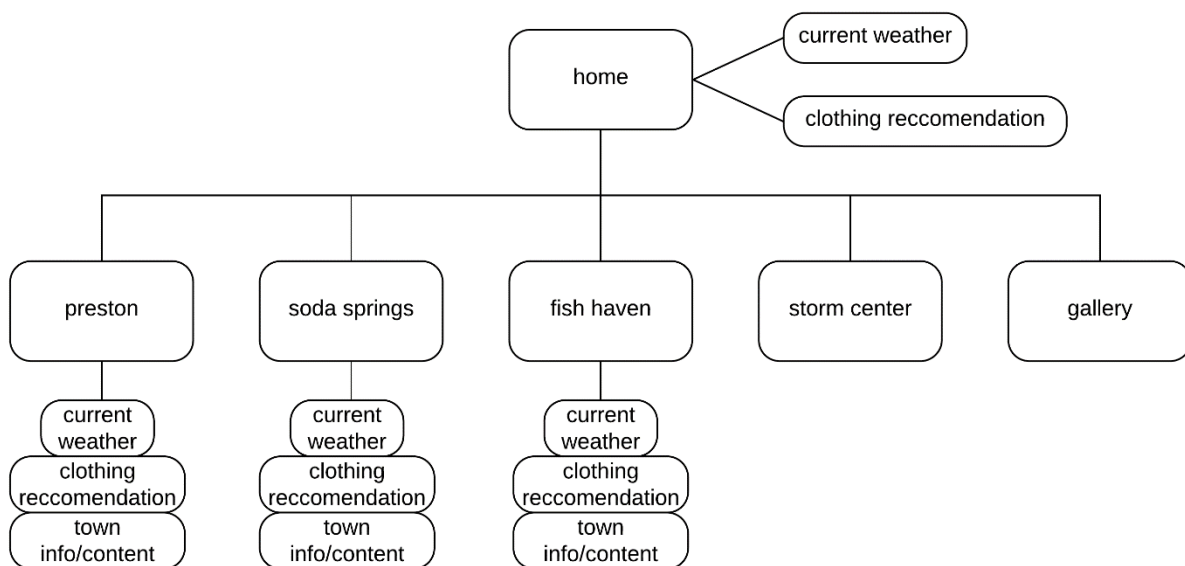 home
current weather
clothing reccomendation
preston
soda springs
fish haven
storm center
gallery
current
weather
clothing
reccomendation
town
info/content
current
weather
clothing
reccomendation
town
info/content
current
weather
clothing
reccomendation
town
info/content